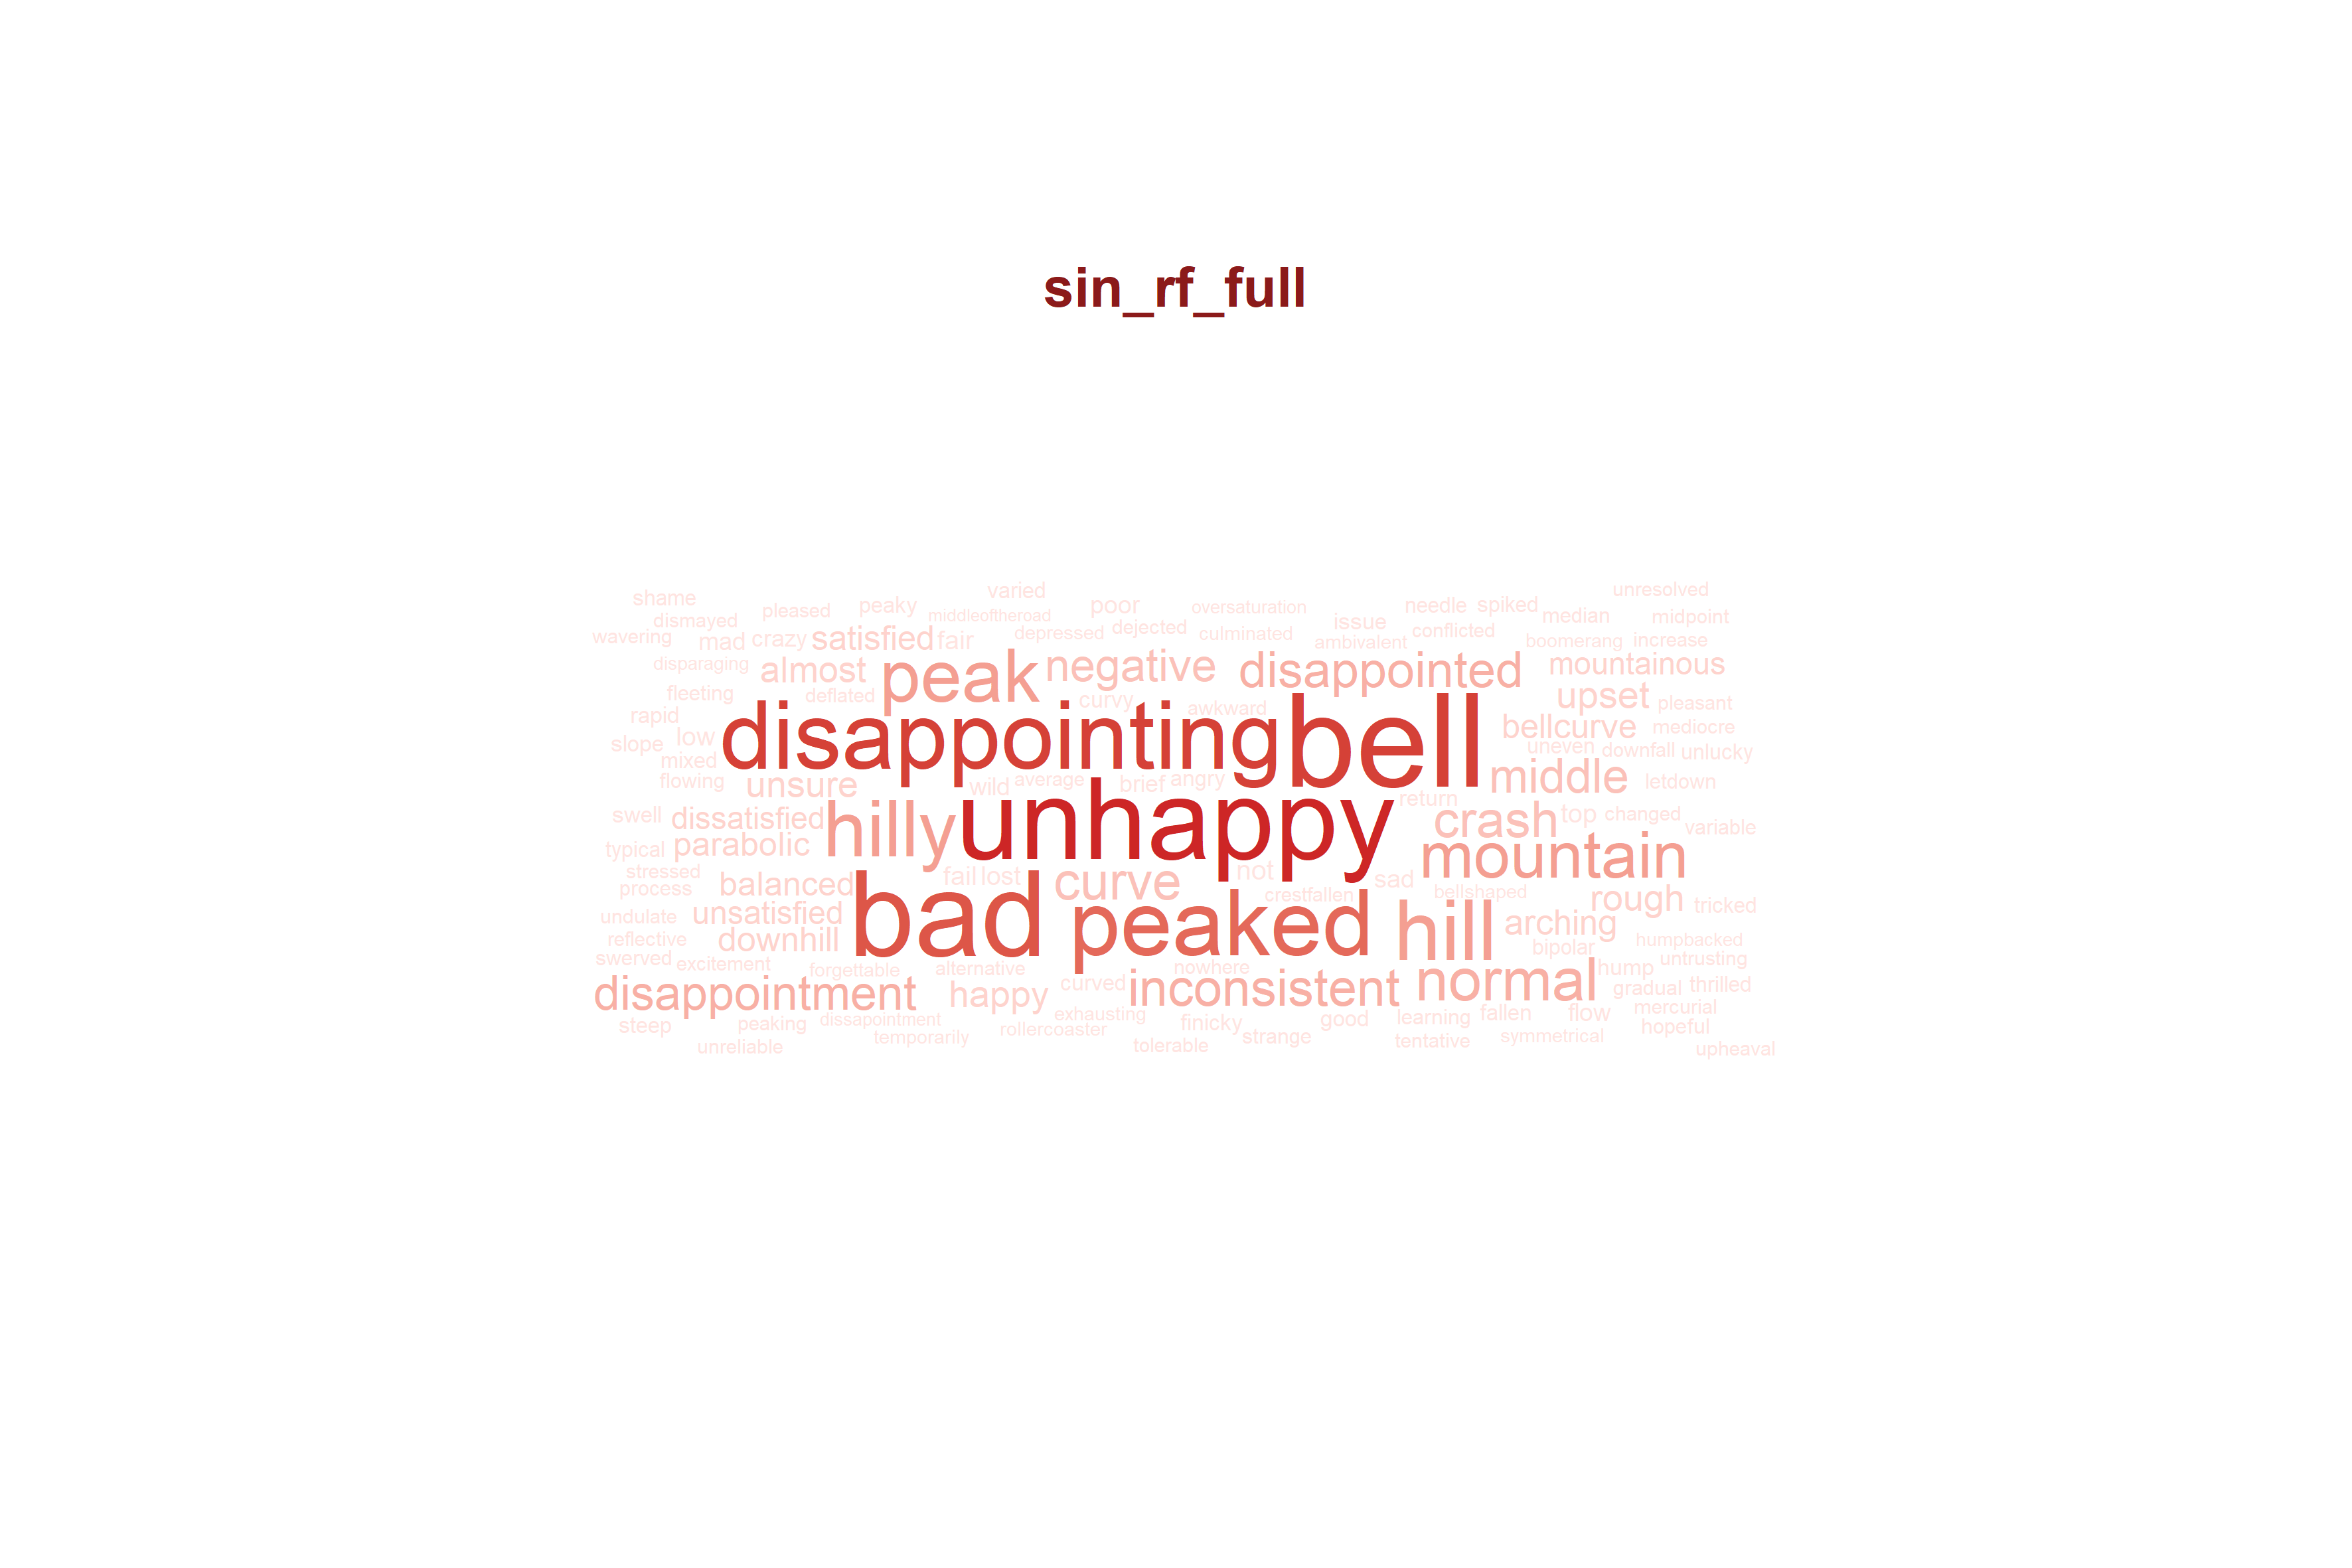 sin_rf_full
shame varied unresolved
dismayed pleased peaky middleoftheroad poor oversaturation issue needle spiked median midpoint
wavering mad crazy satisfied fair depressed dejected culminated ambivalent conflicted boomerang increase
disparaging almost peak negative disappointed mountainous
fleeting deflated curvy awkward upset pleasant
rapid disappointing bell bellcurve mediocre
slope low uneven downfall unlucky
mixed
flowing unsure wild average brief angry middle letdown
swell dissatisfied hilly unhappy return crash top changed variable
typical parabolic mountain
stressed
process balanced fail lost curve not crestfallen sad bellshaped rough tricked
undulate unsatisfied bad peaked hill arching
reflective downhill bipolar humpbacked
swerved excitement forgettable alternative nowhere hump untrusting
disappointment happy curved inconsistent normal gradual thrilled
steep peaking dissapointment exhausting finicky good learning fallen flow mercurial
unreliable temporarily rollercoaster tolerable strange tentative symmetrical hopeful
upheaval